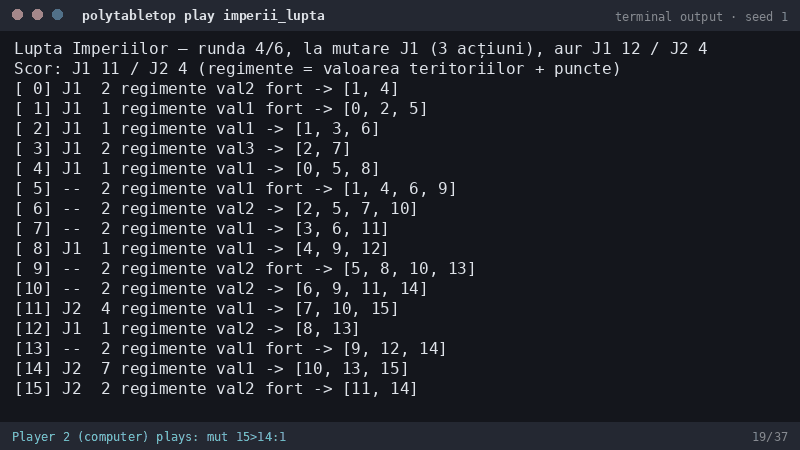 polytabletop play imperii_lupta
terminal output · seed 1
Lupta Imperiilor — runda 4/6, la mutare J1 (3 acțiuni), aur J1 12 / J2 4
Scor: J1 11 / J2 4 (regimente = valoarea teritoriilor + puncte)
[ 0] J1  2 regimente val2 fort -> [1, 4]
[ 1] J1  1 regimente val1 fort -> [0, 2, 5]
[ 2] J1  1 regimente val1 -> [1, 3, 6]
[ 3] J1  2 regimente val3 -> [2, 7]
[ 4] J1  1 regimente val1 -> [0, 5, 8]
[ 5] --  2 regimente val1 fort -> [1, 4, 6, 9]
[ 6] --  2 regimente val2 -> [2, 5, 7, 10]
[ 7] --  2 regimente val1 -> [3, 6, 11]
[ 8] J1  1 regimente val1 -> [4, 9, 12]
[ 9] --  2 regimente val2 fort -> [5, 8, 10, 13]
[10] --  2 regimente val2 -> [6, 9, 11, 14]
[11] J2  4 regimente val1 -> [7, 10, 15]
[12] J1  1 regimente val2 -> [8, 13]
[13] --  2 regimente val1 fort -> [9, 12, 14]
[14] J2  7 regimente val1 -> [10, 13, 15]
[15] J2  2 regimente val2 fort -> [11, 14]
Player 2 (computer) plays: mut 15>14:1
19/37